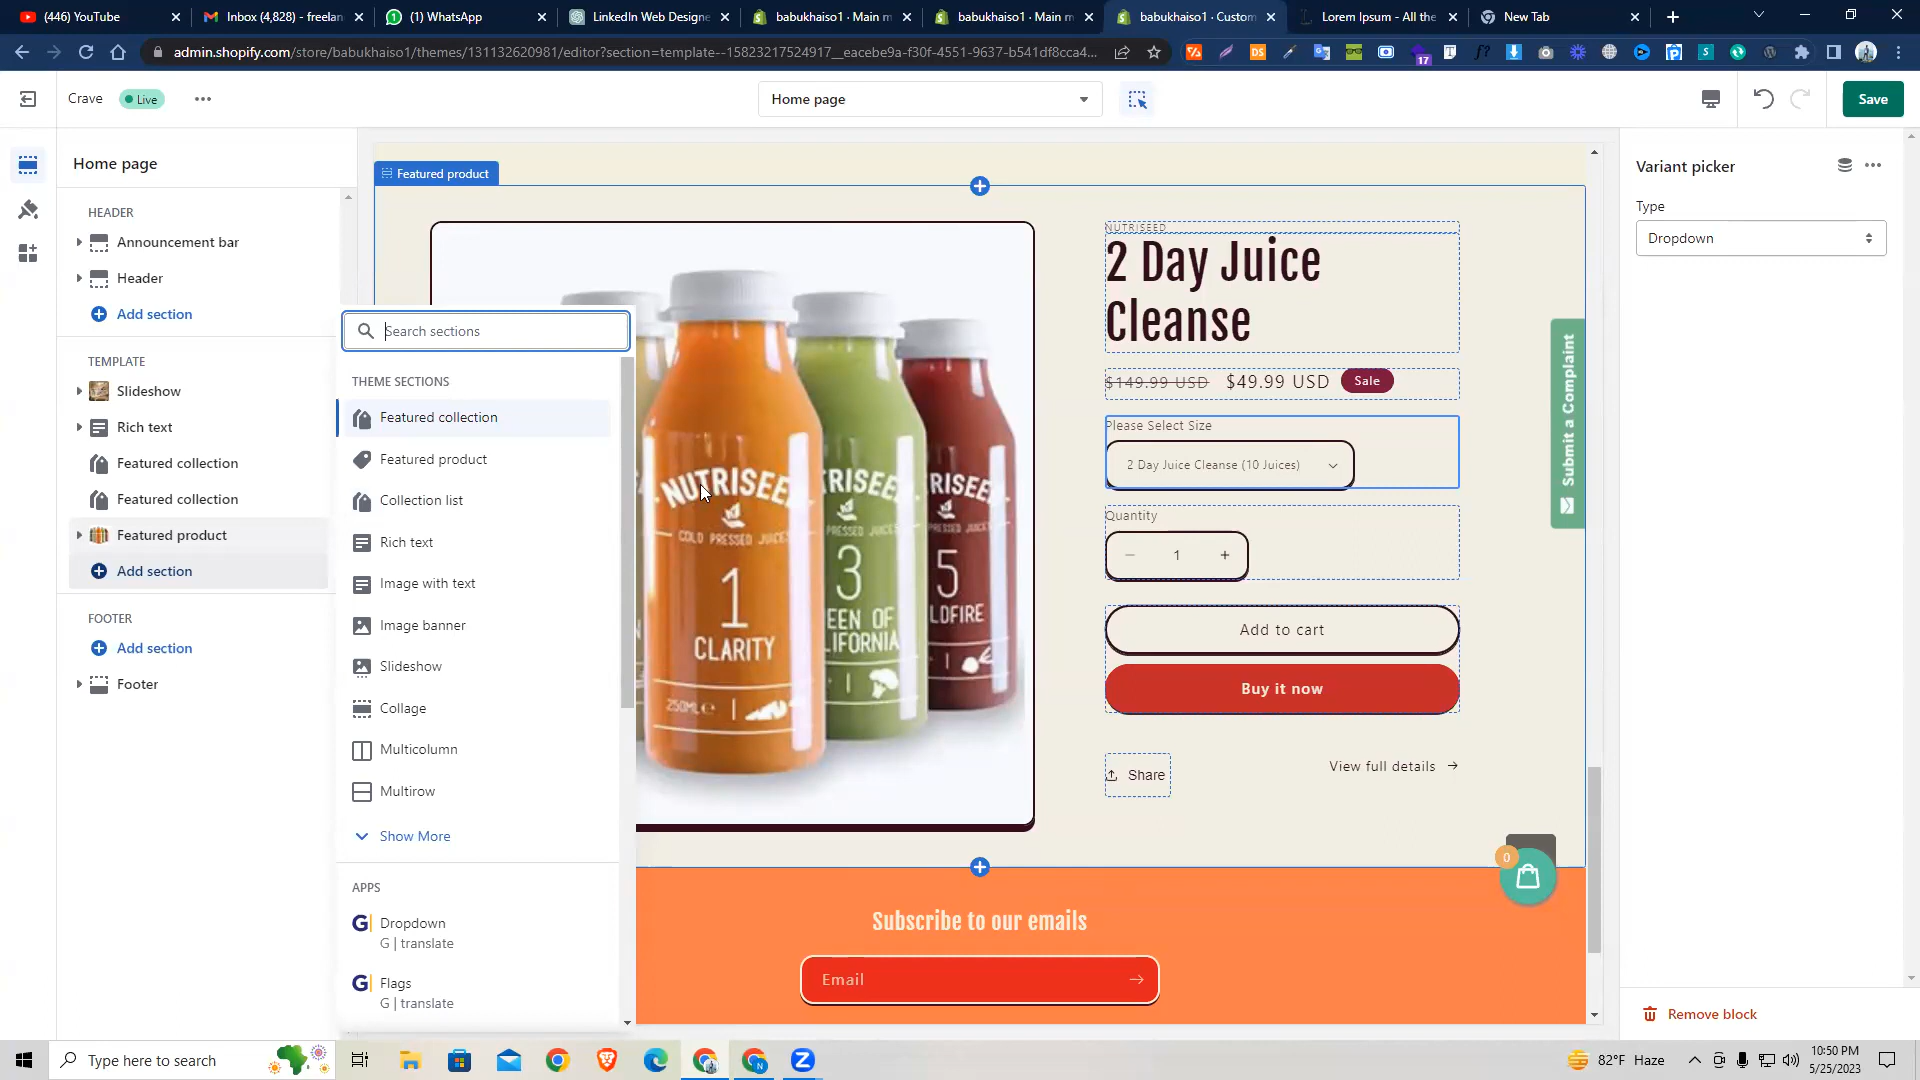 (446) YouTube
Inbox (4,828) - freelan
(1) WhatsApp
LinkedIn Web Designe
babukhaiso1 · Main m
babukhaiso1 · Main m
babukhaiso1 · Custom
Lorem Ipsum - All the
New Tab
admin.shopify.com/store/babukhaiso1/themes/131132620981/editor?section=template--15823217524917__eacebe9a-f30f-4551-9637-b541df8cca4...
17
Crave
Live
Home page
Save
Home page
HEADER
Announcement bar
Header
Add section
TEMPLATE
Slideshow
Rich text
Featured collection
Featured collection
Featured product
Add section
FOOTER
Add section
Footer
Search sections
THEME SECTIONS
Featured collection
Featured product
Collection list
Rich text
Image with text
Image banner
Slideshow
Collage
Multicolumn
Multirow
Show More
APPS
Dropdown
G | translate
Flags
G | translate
Featured product
NUTRISEED
COLD PRESSED JUICES
1
CLARITY
250ML
3
5
NUTRISEED
2 Day Juice
Cleanse
$149.99 USD $49.99 USD Sale
Please Select Size
2 Day Juice Cleanse (10 Juices)
Quantity
1
Add to cart
Buy it now
Share
View full details
Submit a Complaint
0
Subscribe to our emails
Email
Variant picker
Type
Dropdown
Remove block
Type here to search
82°F Haze
10:50 PM
5/25/2023